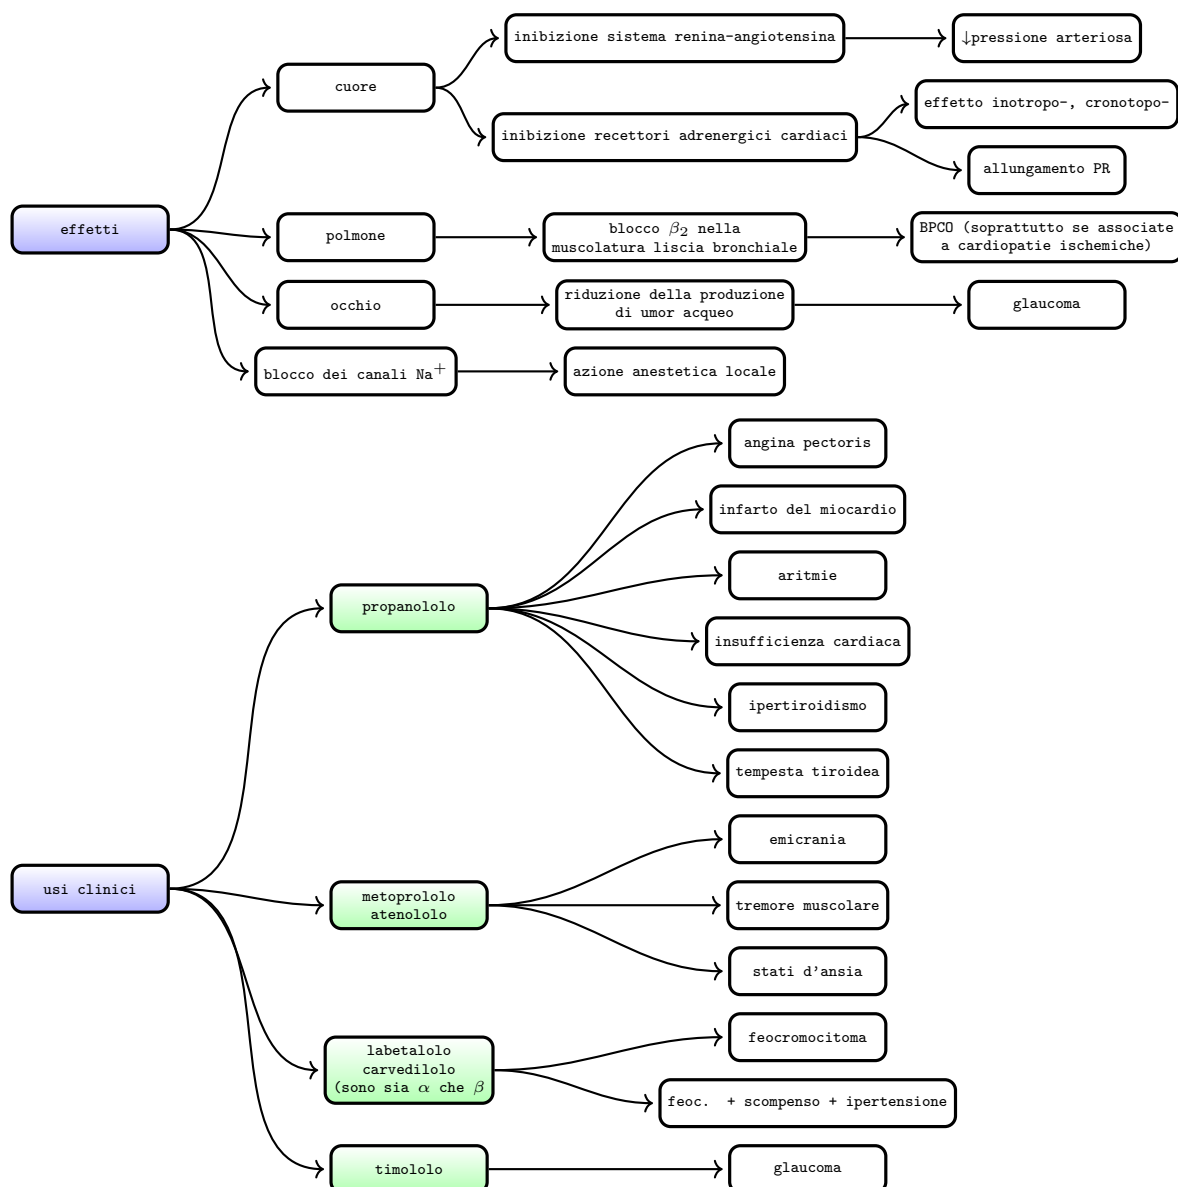 effetti
cuore
inibizione sistema renina-angiotensina
↓pressione arteriosa
inibizione recettori adrenergici cardiaci
effetto inotropo-, cronotopo-
allungamento PR
polmone
blocco β₂ nella
muscolatura liscia bronchiale
BPCO (soprattutto se associate
a cardiopatie ischemiche)
occhio
riduzione della produzione
di umor acqueo
glaucoma
blocco dei canali Na⁺
azione anestetica locale
usi clinici
propanololo
angina pectoris
infarto del miocardio
aritmie
insufficienza cardiaca
ipertiroidismo
tempesta tiroidea
metoprololo
atenololo
emicrania
tremore muscolare
stati d'ansia
labetalolo
carvedilolo
(sono sia α che β
feocromocitoma
feoc. + scompenso + ipertensione
timololo
glaucoma